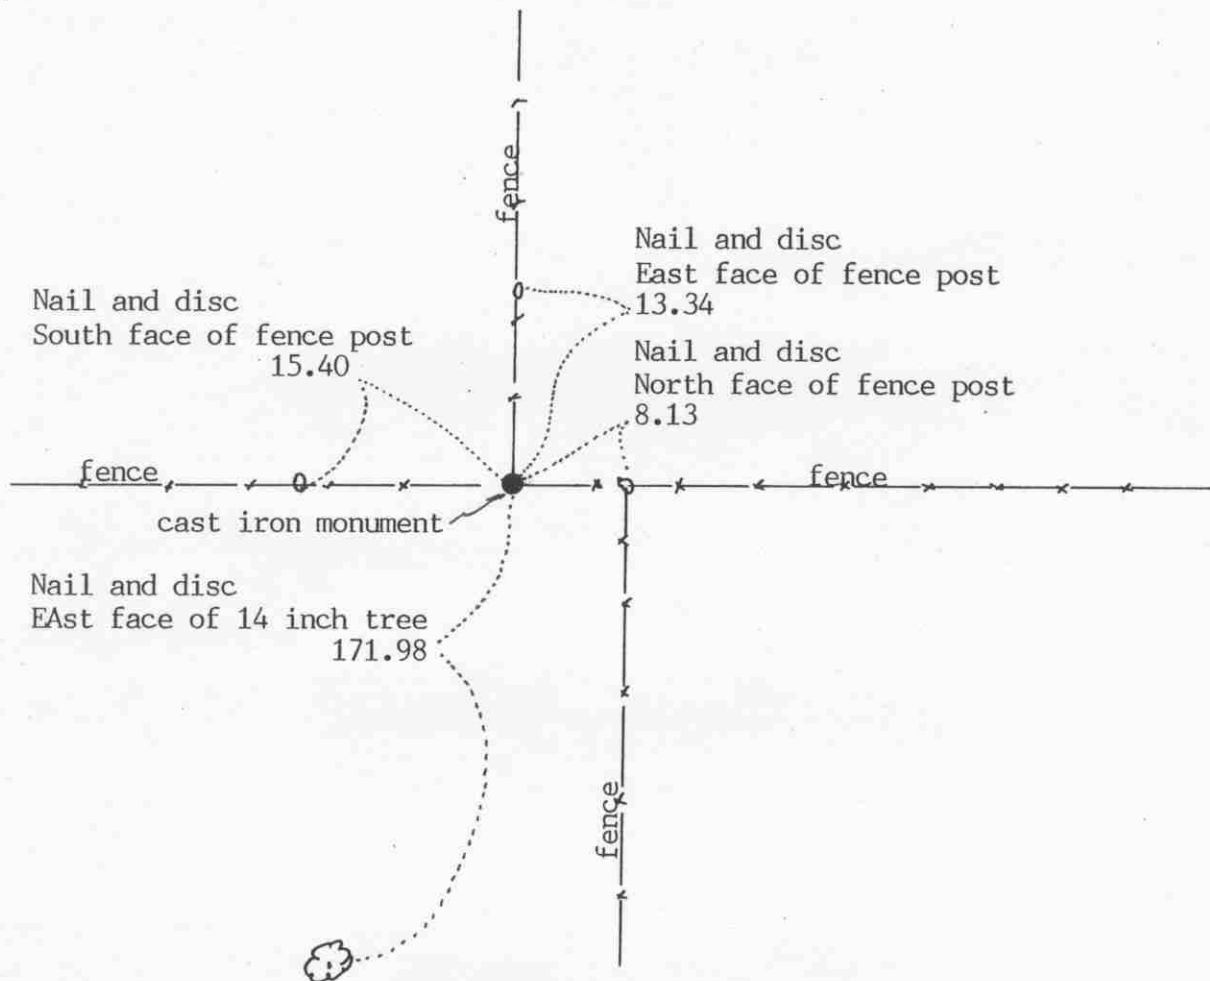 fence
Nail and disc
East face of fence post
13.34
Nail and disc
South face of fence post
15.40
Nail and disc
North face of fence post
8.13
fence
fence
cast iron monument
Nail and disc
EAst face of 14 inch tree
171.98
fence